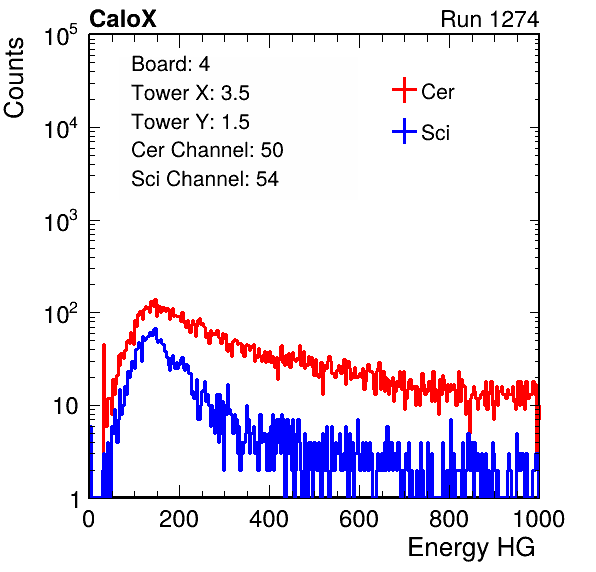 CaloX Run 1274
Counts
10^5
10^4
10^3
10^2
10
1
Board: 4
Tower X: 3.5
Tower Y: 1.5
Cer Channel: 50
Sci Channel: 54
Cer
Sci
0 200 400 600 800 1000
Energy HG